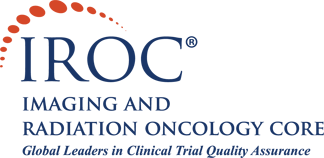 IROC®
IMAGING AND
RADIATION ONCOLOGY CORE
Global Leaders in Clinical Trial Quality Assurance